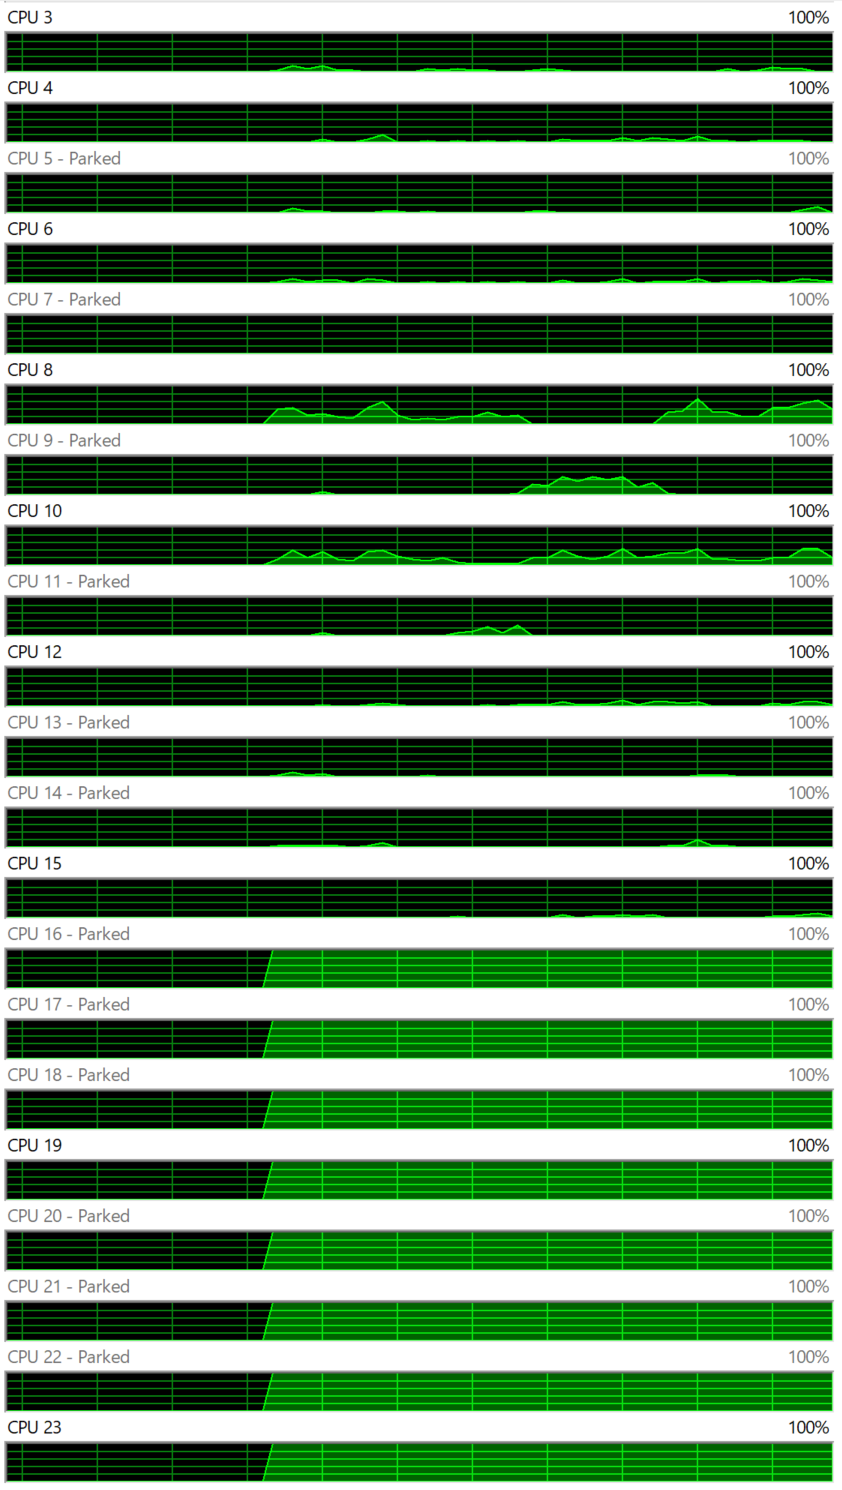 CPU 3 100%
CPU 4 100%
CPU 5 - Parked 100%
CPU 6 100%
CPU 7 - Parked 100%
CPU 8 100%
CPU 9 - Parked 100%
CPU 10 100%
CPU 11 - Parked 100%
CPU 12 100%
CPU 13 - Parked 100%
CPU 14 - Parked 100%
CPU 15 100%
CPU 16 - Parked 100%
CPU 17 - Parked 100%
CPU 18 - Parked 100%
CPU 19 100%
CPU 20 - Parked 100%
CPU 21 - Parked 100%
CPU 22 - Parked 100%
CPU 23 100%